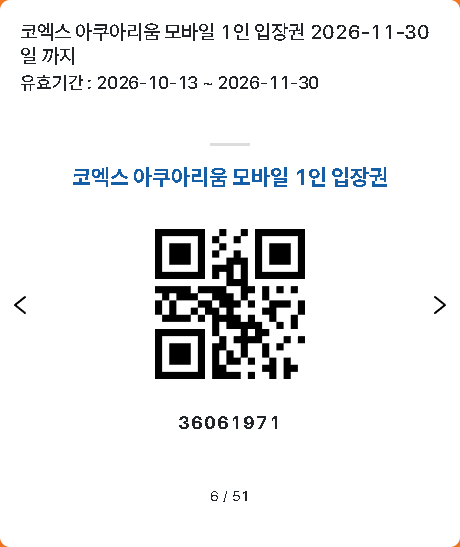 코엑스 아쿠아리움 모바일 1인 입장권 2026-11-30
일 까지
유효기간 : 2026-10-13 ~ 2026-11-30
코엑스 아쿠아리움 모바일 1인 입장권
36061971
6 / 51